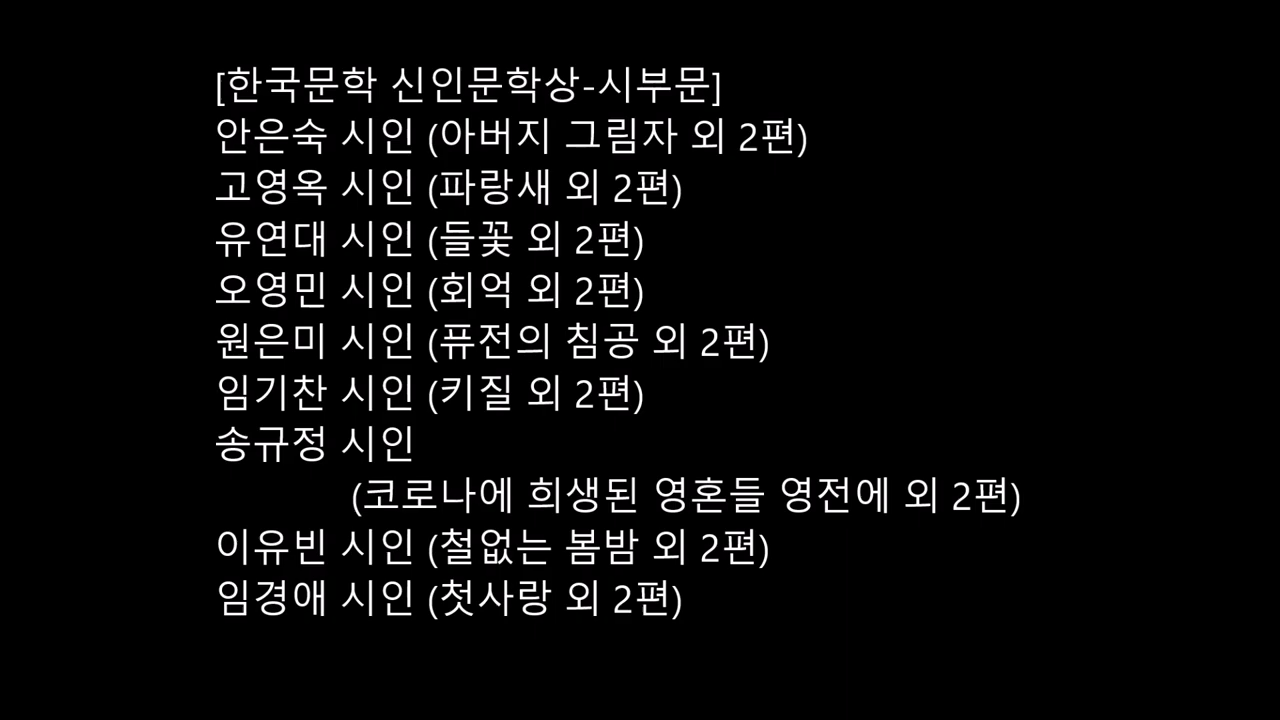 [한국문학 신인문학상-시부문]
안은숙 시인 (아버지 그림자 외 2편)
고영옥 시인 (파랑새 외 2편)
유연대 시인 (들꽃 외 2편)
오영민 시인 (회억 외 2편)
원은미 시인 (퓨전의 침공 외 2편)
임기찬 시인 (키질 외 2편)
송규정 시인
(코로나에 희생된 영혼들 영전에 외 2편)
이유빈 시인 (철없는 봄밤 외 2편)
임경애 시인 (첫사랑 외 2편)